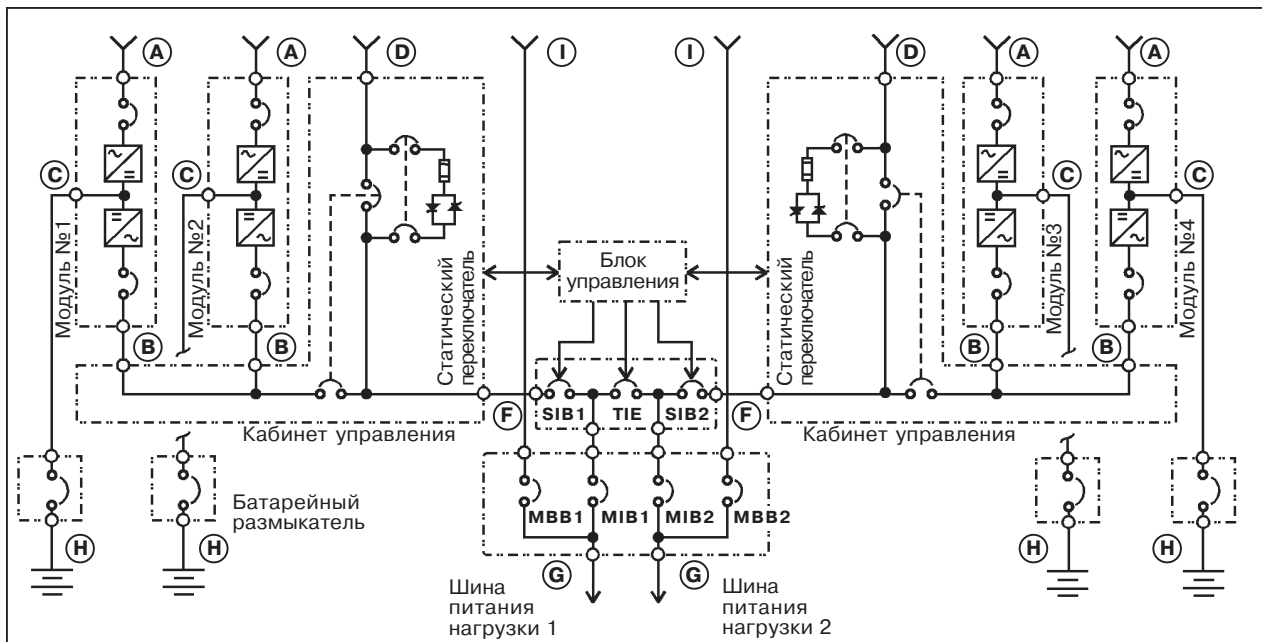 A
A
D
I
I
D
A
A
C
C
C
C
Модуль №1
Модуль №2
Статический
переключатель
Блок
управления
Статический
переключатель
Модуль №3
Модуль №4
B
B
B
B
F
SIB1
TIE
SIB2
F
Кабинет управления
Кабинет управления
Батарейный
размыкатель
MBB1
MIB1
MIB2
MBB2
H
H
G
G
H
H
Шина
питания
нагрузки 1
Шина
питания
нагрузки 2